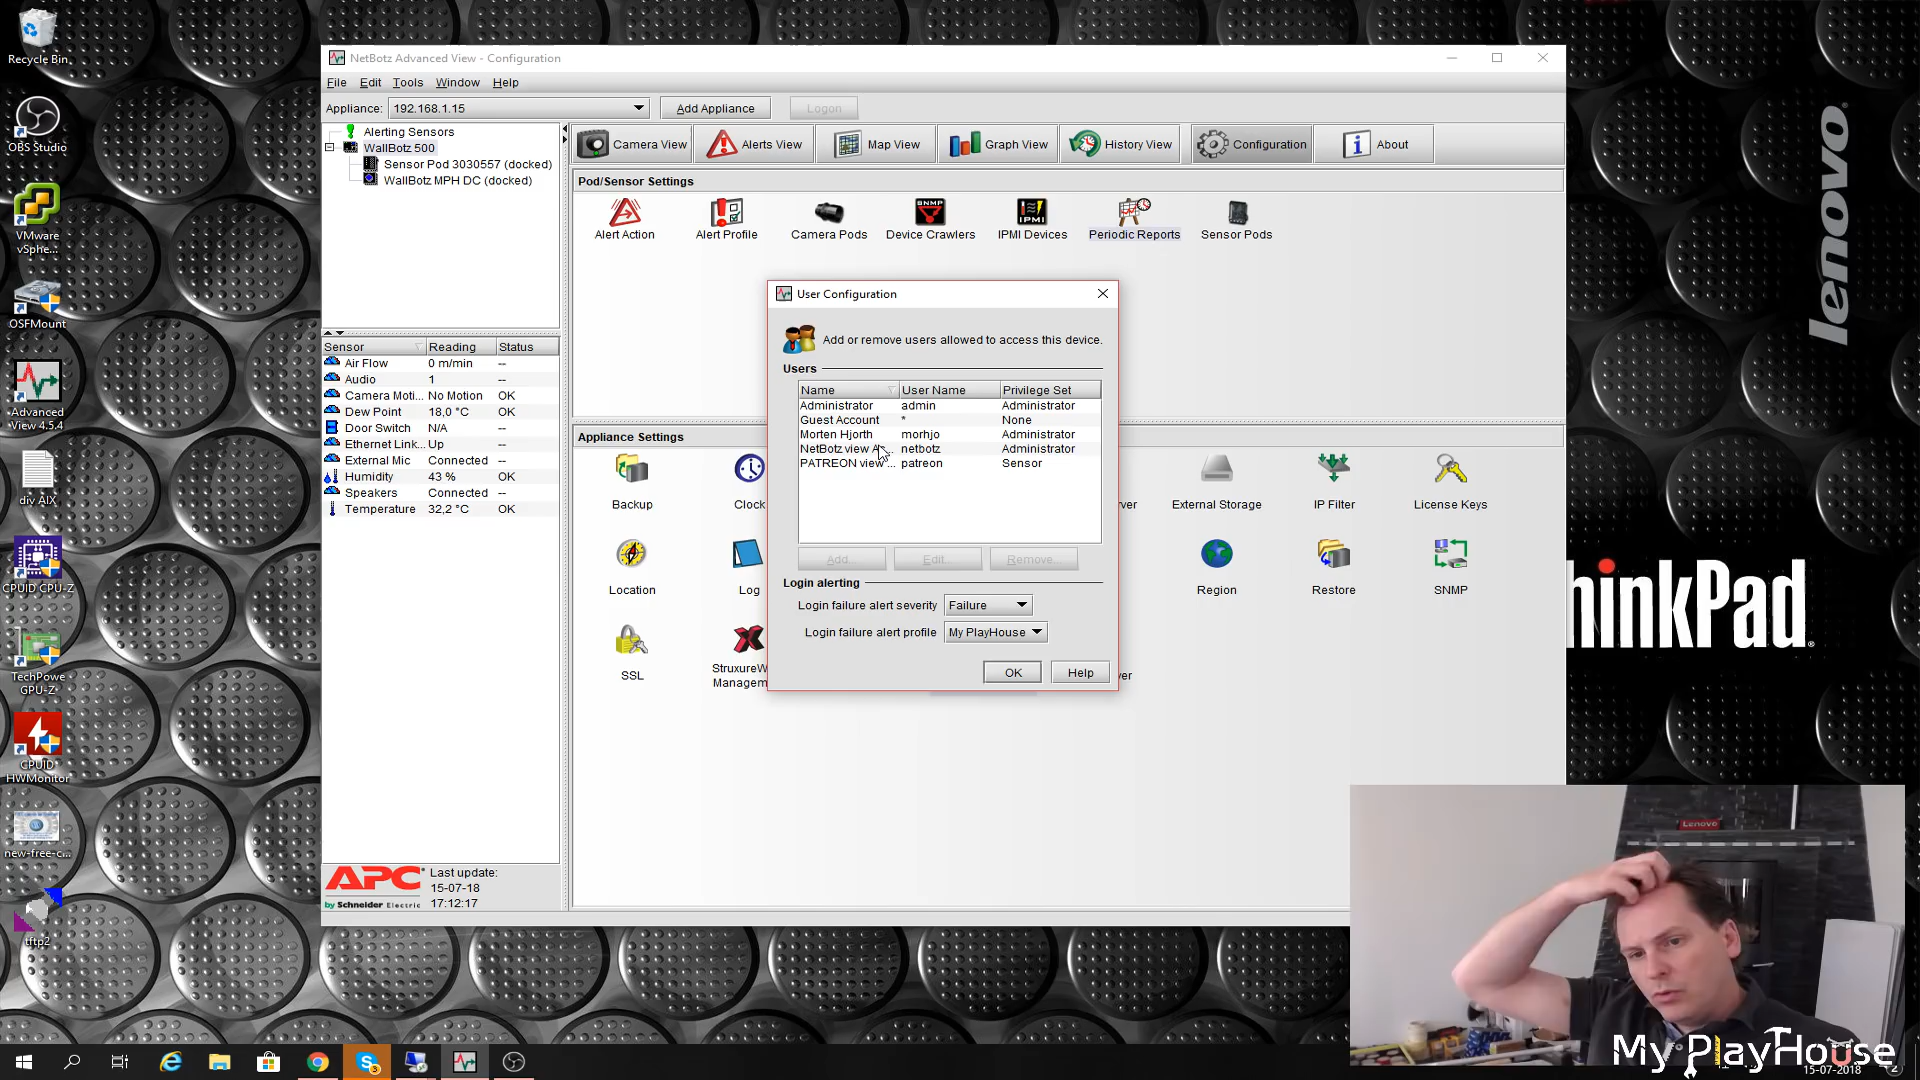 Recycle Bin
OBS Studio
VMware
vSphe...
OSFMount
Advanced
View 4.5.4
div AIX
CPUID CPU-Z
TechPowe...
GPU-Z
CPUID
HWMonitor
new-free-c...
tftp2
NetBotz Advanced View - Configuration
File Edit Tools Window Help
Appliance: 192.168.1.15 Add Appliance Logon
Alerting Sensors
WallBotz 500
Sensor Pod 3030557 (docked)
WallBotz MPH DC (docked)
Camera View Alerts View Map View Graph View History View Configuration About
Pod/Sensor Settings
Alert Action Alert Profile Camera Pods Device Crawlers IPMI Devices Periodic Reports Sensor Pods
Sensor Reading Status
Air Flow 0 m/min --
Audio 1 --
Camera Moti... No Motion OK
Dew Point 18,0 °C OK
Door Switch N/A --
Ethernet Link... Up --
External Mic Connected --
Humidity 43 % OK
Speakers Connected --
Temperature 32,2 °C OK
APC
by Schneider Electric
Last update:
15-07-18
17:12:17
Appliance Settings
Backup Clock ver External Storage IP Filter License Keys
Location Log Region Restore SNMP
SSL StruxureW
Managem ver
User Configuration
Add or remove users allowed to access this device.
Users
Name User Name Privilege Set
Administrator admin Administrator
Guest Account * None
Morten Hjorth morhjo Administrator
NetBotz view A... netbotz Administrator
PATREON view ... patreon Sensor
Add... Edit... Remove...
Login alerting
Login failure alert severity Failure
Login failure alert profile My PlayHouse
OK Help
lenovo
hinkPad
Lenovo
My PlayHouse
15-07-2018